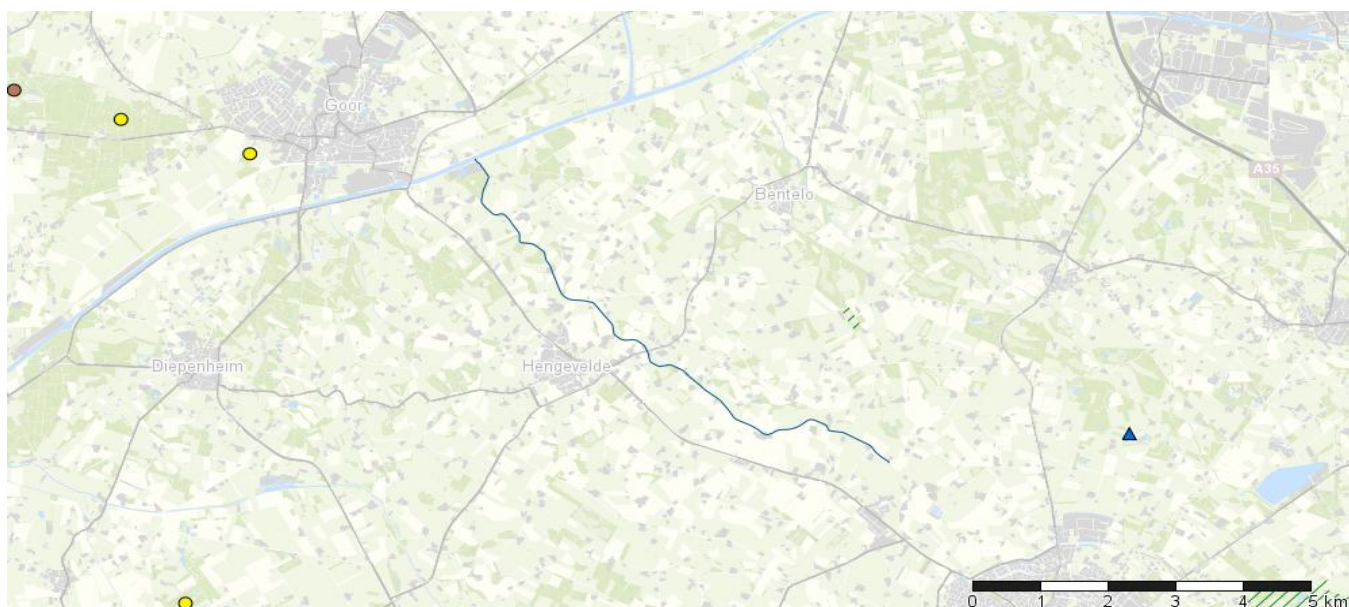 Goor
Bentelo
A35
Diepenheim
Hengevelde
0 1 2 3 4 5 km